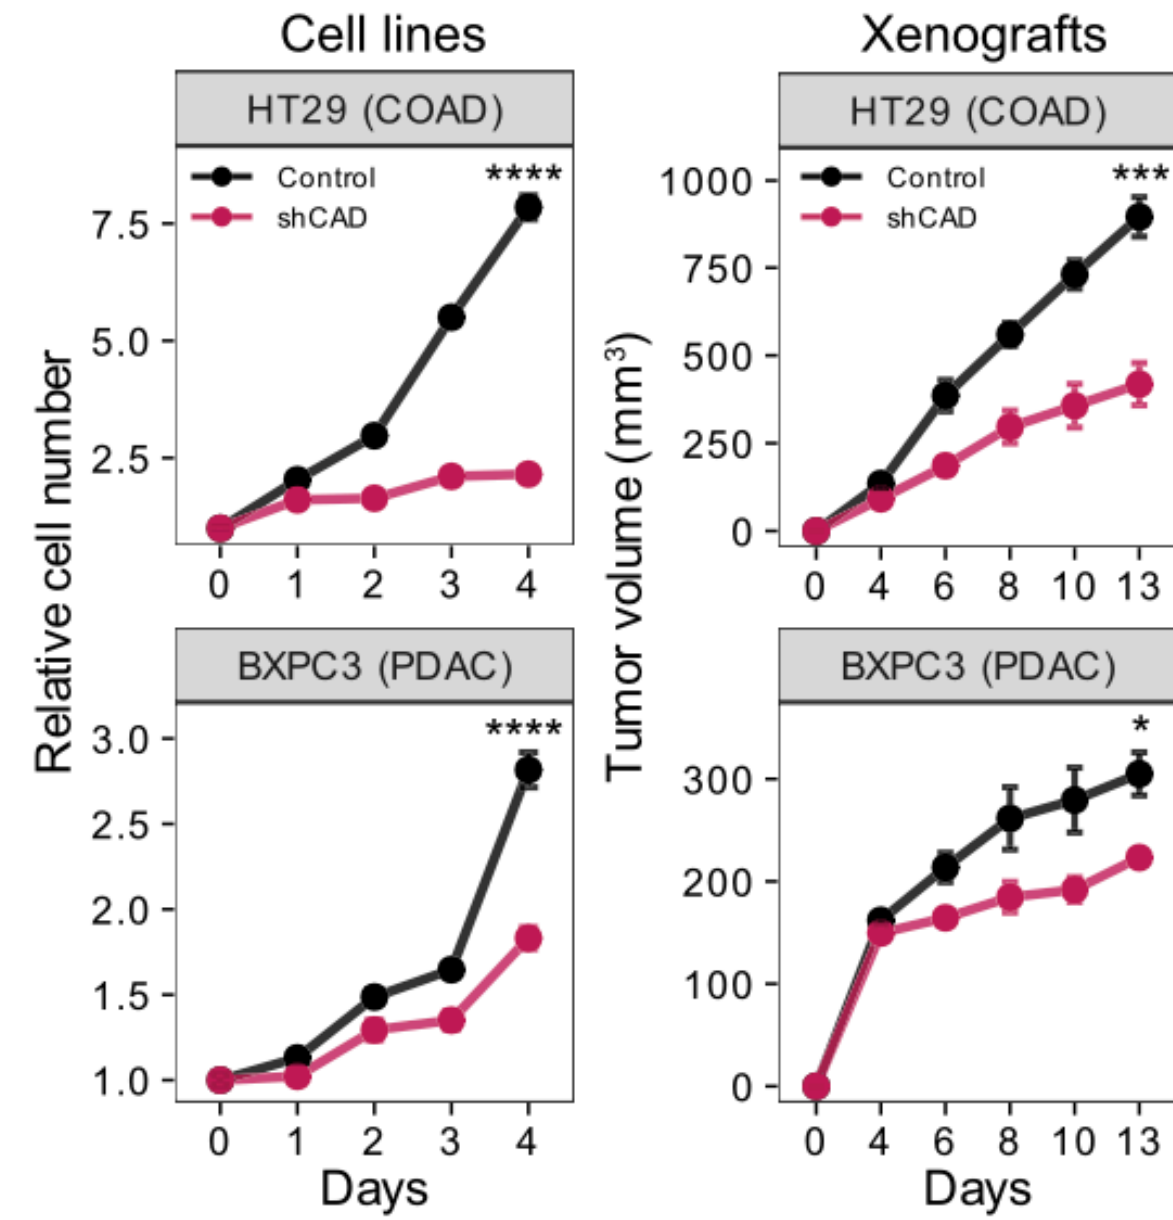 Cell lines
HT29 (COAD)
Control
shCAD
****
7.5
5.0
2.5
0 1 2 3 4
BXPC3 (PDAC)
****
3.0
2.5
2.0
1.5
1.0
0 1 2 3 4
Days
Relative cell number
Xenografts
HT29 (COAD)
Control
shCAD
***
1000
750
500
250
0
0 4 6 8 10 13
BXPC3 (PDAC)
*
300
200
100
0
0 4 6 8 10 13
Days
Tumor volume (mm³)